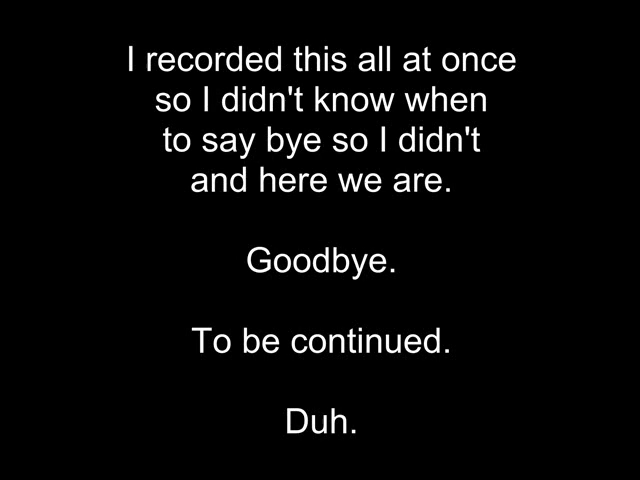 I recorded this all at once
so I didn't know when
to say bye so I didn't
and here we are.
Goodbye.
To be continued.
Duh.